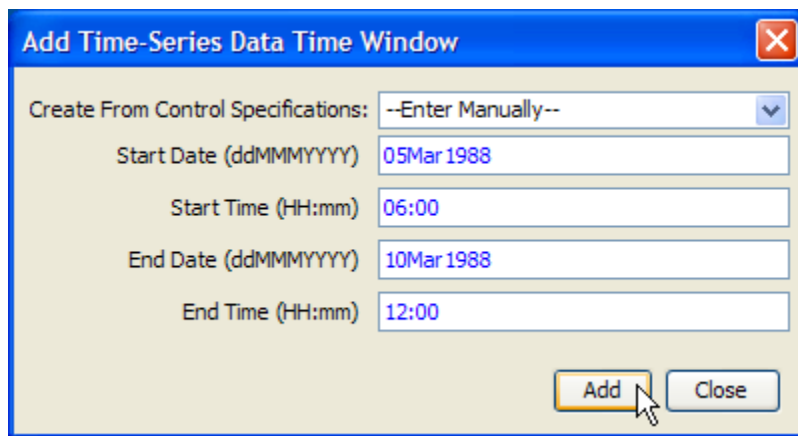 Add Time-Series Data Time Window
Create From Control Specifications: --Enter Manually--
Start Date (ddMMMYYYY) 05Mar1988
Start Time (HH:mm) 06:00
End Date (ddMMMYYYY) 10Mar1988
End Time (HH:mm) 12:00
Add Close